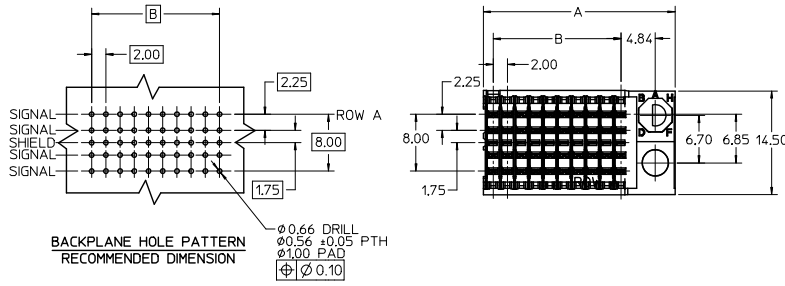 B
2.00
2.25
SIGNAL
ROW A
SIGNAL
SHIELD
8.00
SIGNAL
SIGNAL
1.75
Ø0.66 DRILL
Ø0.56 ±0.05 PTH
Ø1.00 PAD
⌖ Ø 0.10
BACKPLANE HOLE PATTERN
RECOMMENDED DIMENSION
A
B
4.84
2.00
2.25
8.00
1.75
B A H
D F
6.70
6.85
14.50